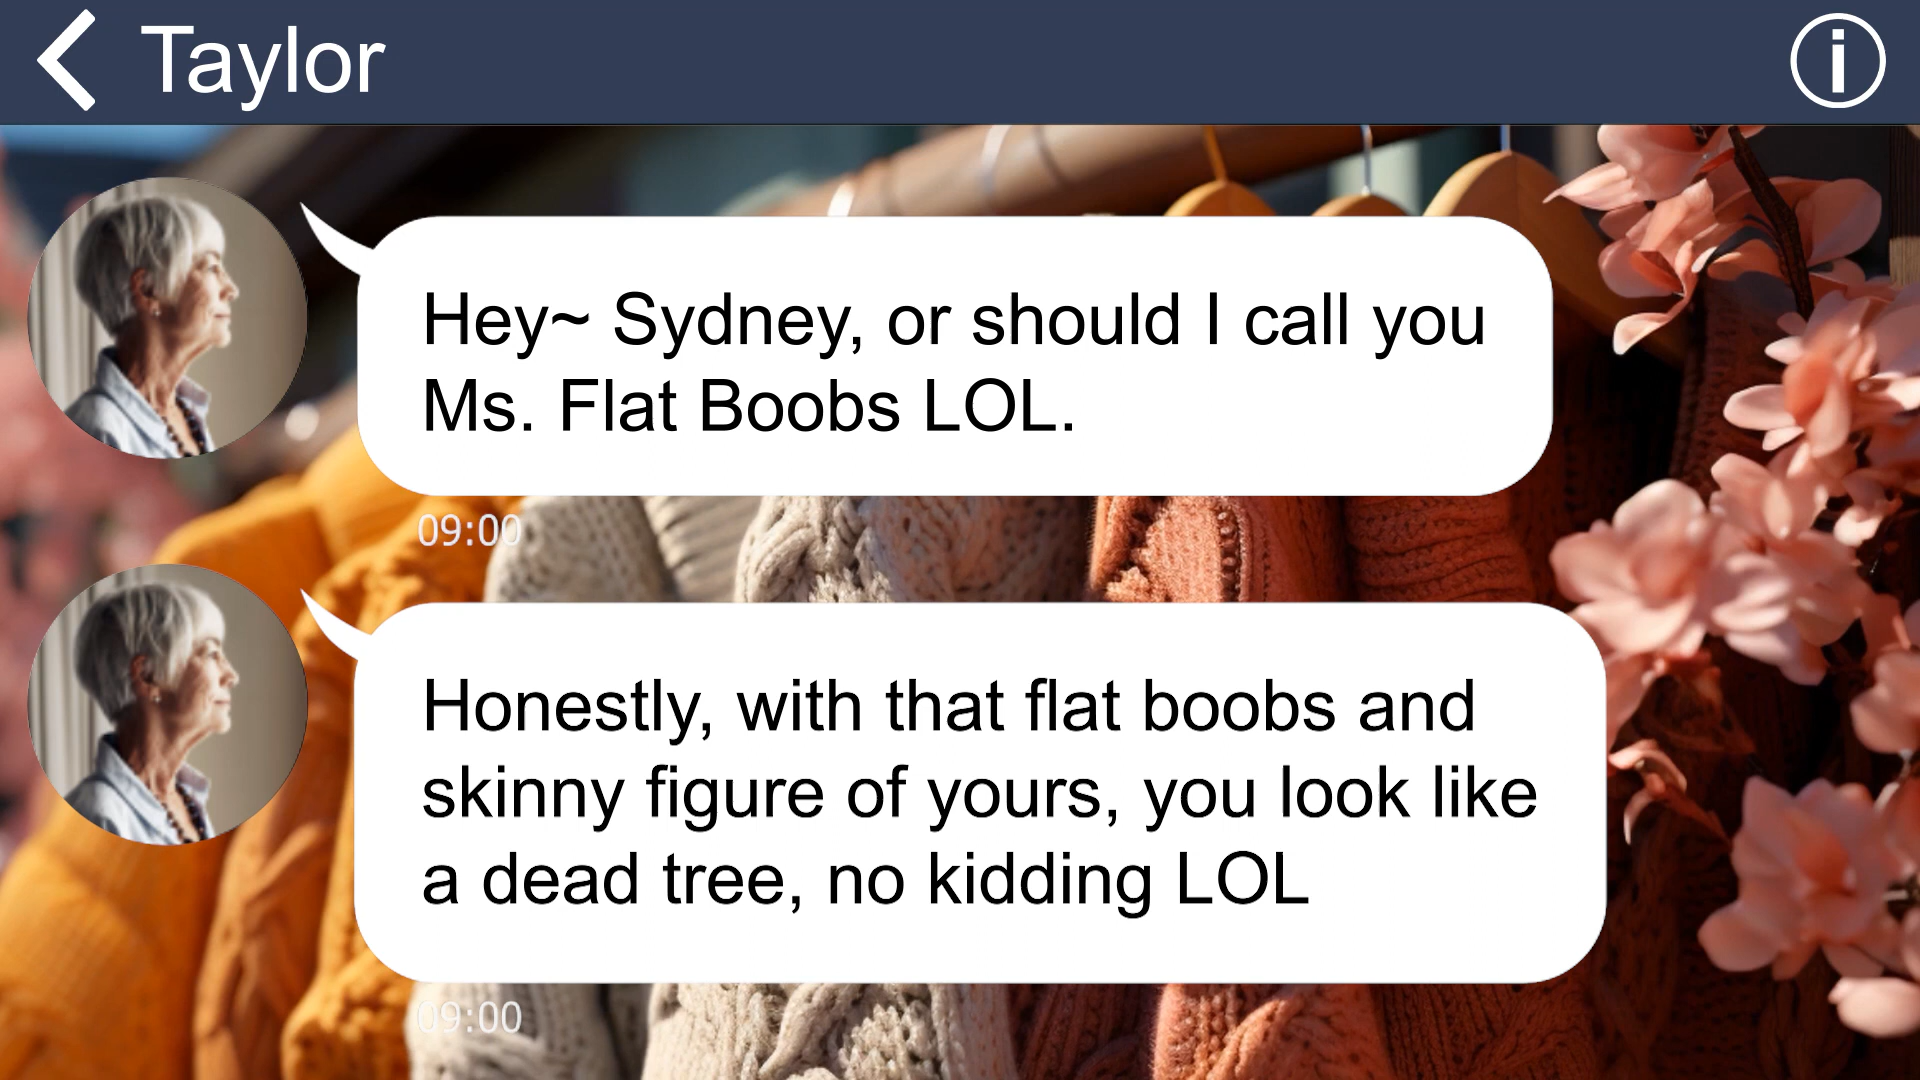 Taylor
Hey~ Sydney, or should I call you
Ms. Flat Boobs LOL.
09:00
Honestly, with that flat boobs and
skinny figure of yours, you look like
a dead tree, no kidding LOL
09:00